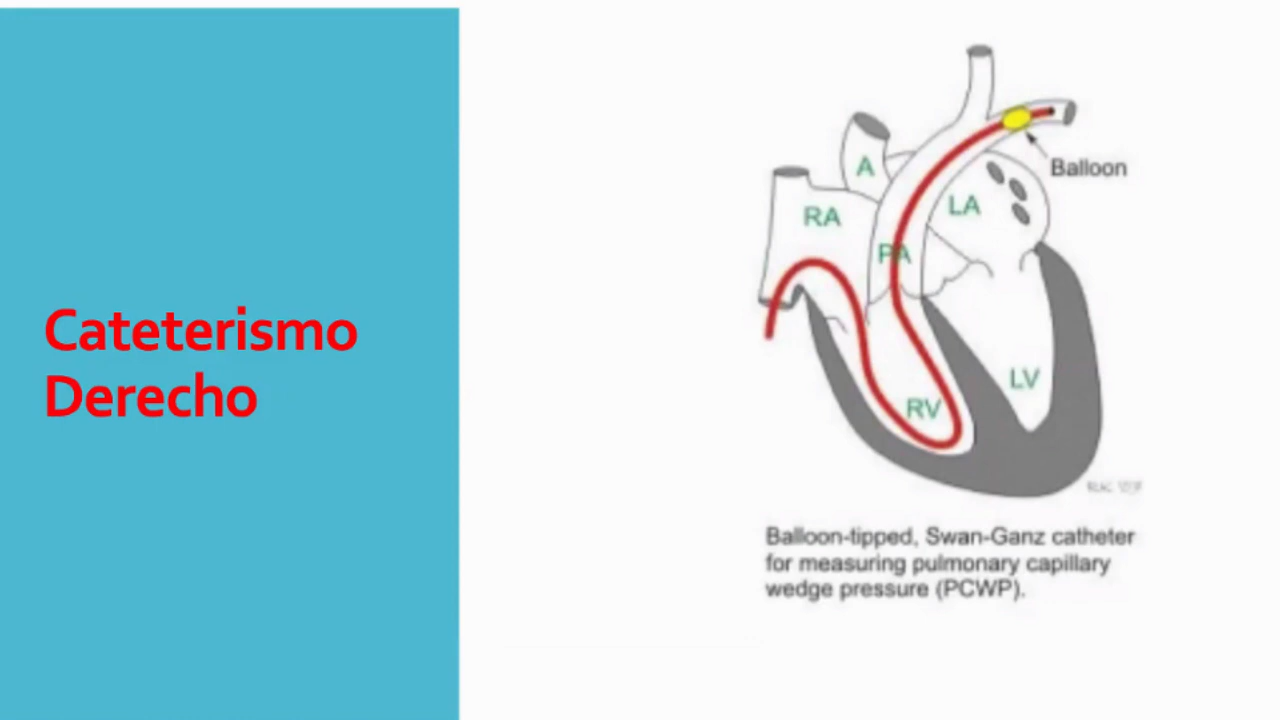 Cateterismo
Derecho
A
Balloon
RA
LA
PA
LV
RV
Balloon-tipped, Swan-Ganz catheter
for measuring pulmonary capillary
wedge pressure (PCWP).